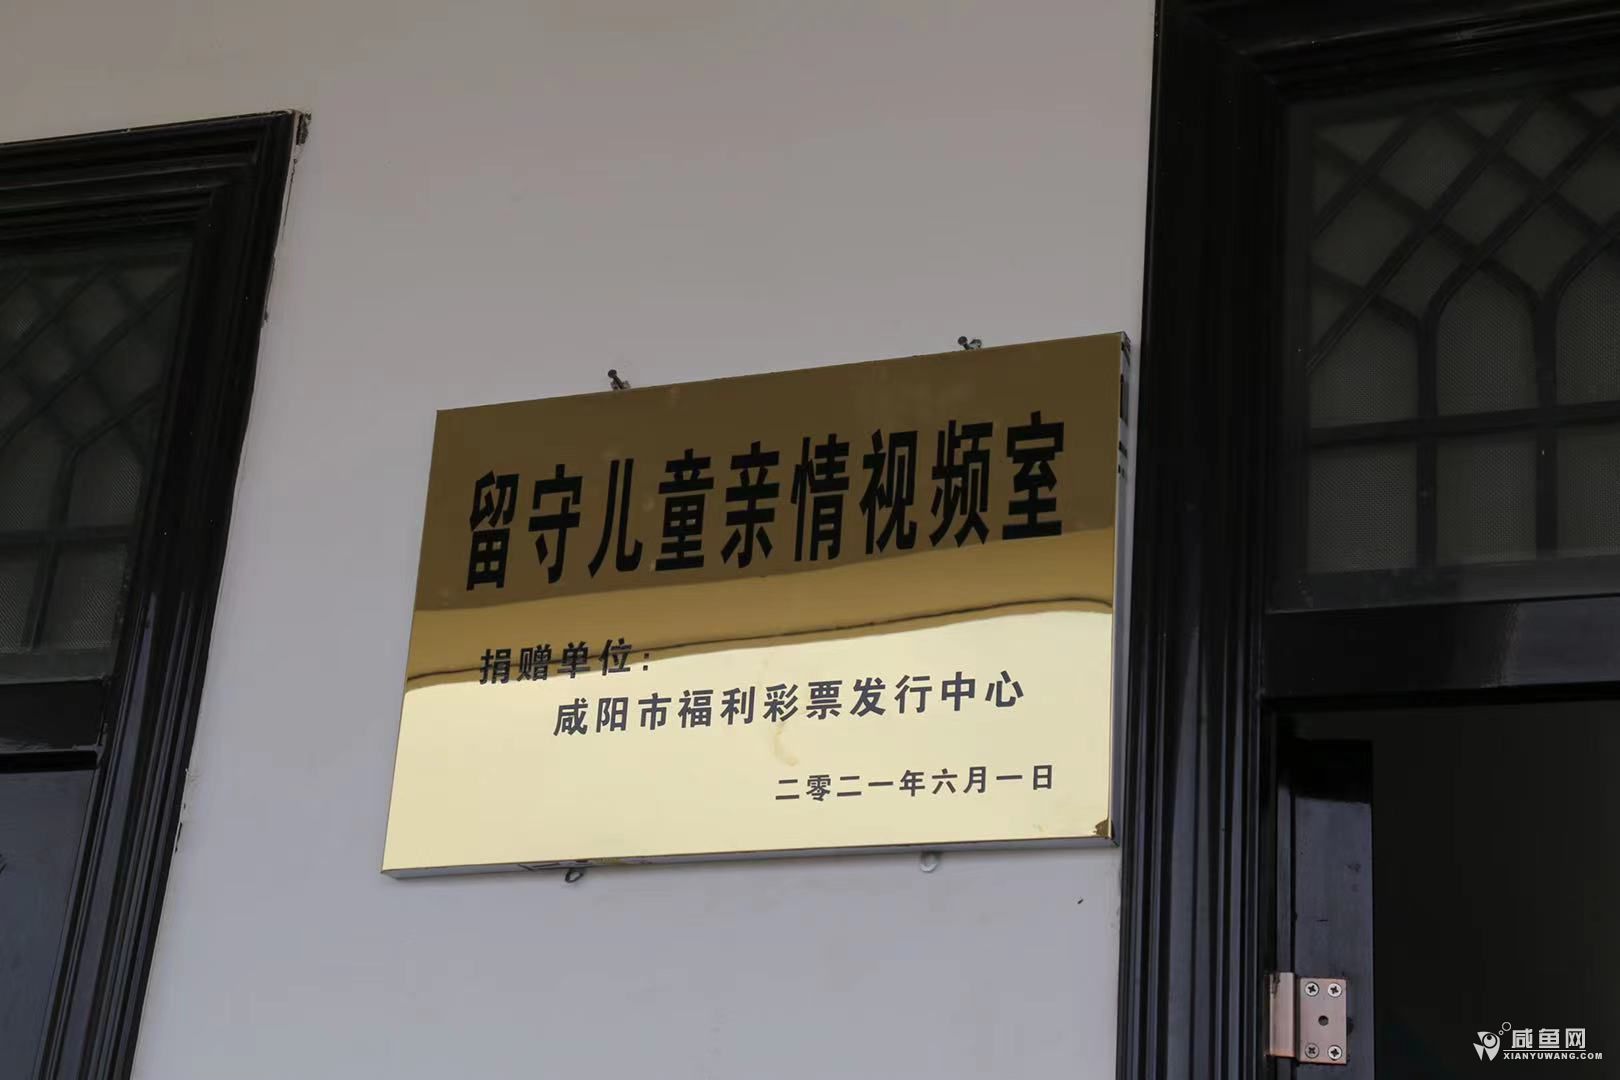 留守儿童亲情视频室
捐赠单位：
咸阳市福利彩票发行中心
二零二一年六月一日
咸鱼网
XIANYUWANG.COM